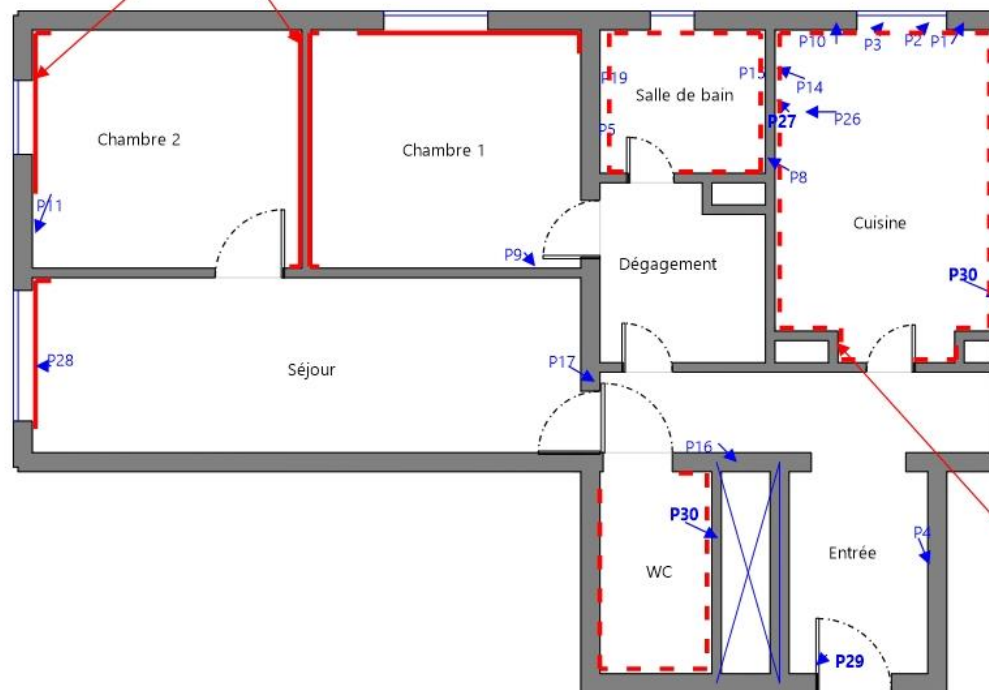 P10
P3
P2
P1
P19
Salle de bain
P15
P14
P27
P26
P5
Chambre 2
Chambre 1
P8
P11
Cuisine
P9
Dégagement
P30
P28
Séjour
P17
P16
P30
WC
Entrée
P4
P29